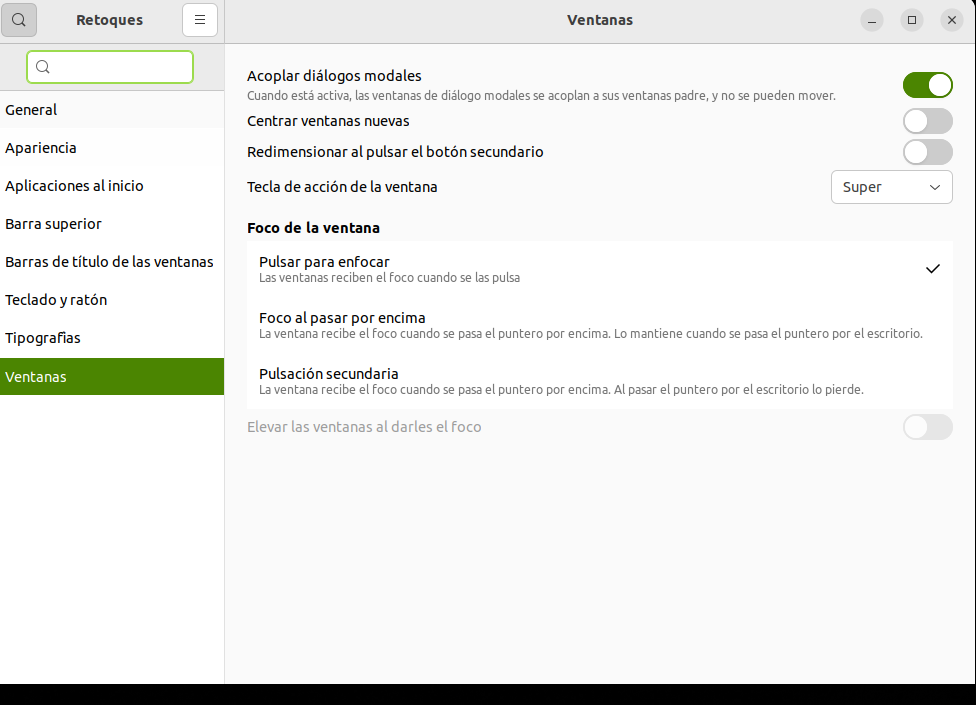 Retoques
Ventanas
General
Apariencia
Aplicaciones al inicio
Barra superior
Barras de título de las ventanas
Teclado y ratón
Tipografías
Ventanas
Acoplar diálogos modales
Cuando está activa, las ventanas de diálogo modales se acoplan a sus ventanas padre, y no se pueden mover.
Centrar ventanas nuevas
Redimensionar al pulsar el botón secundario
Tecla de acción de la ventana
Super
Foco de la ventana
Pulsar para enfocar
Las ventanas reciben el foco cuando se las pulsa
Foco al pasar por encima
La ventana recibe el foco cuando se pasa el puntero por encima. Lo mantiene cuando se pasa el puntero por el escritorio.
Pulsación secundaria
La ventana recibe el foco cuando se pasa el puntero por encima. Al pasar el puntero por el escritorio lo pierde.
Elevar las ventanas al darles el foco